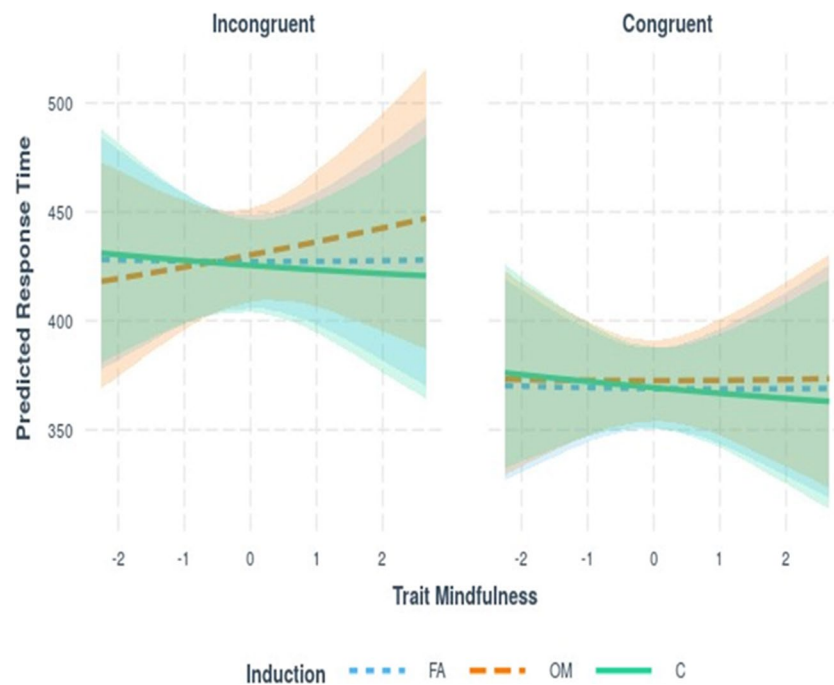 Incongruent Congruent
Predicted Response Time
500
450
400
350
-2 -1 0 1 2 -2 -1 0 1 2
Trait Mindfulness
Induction FA OM C